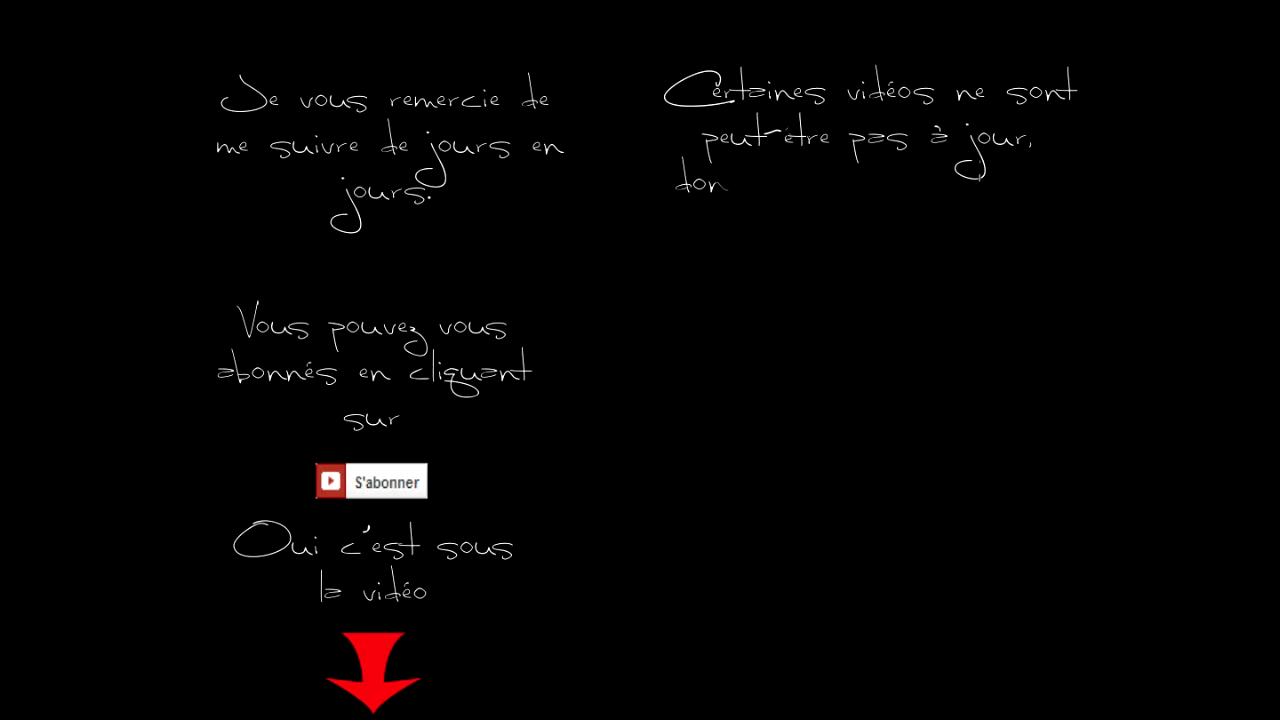 Je vous remercie de
me suivre de jours en
jours.
Vous pouvez vous
abonnés en cliquant
sur
S'abonner
Oui c'est sous
la vidéo
Certaines vidéos ne sont
peut-être pas à jour,
don